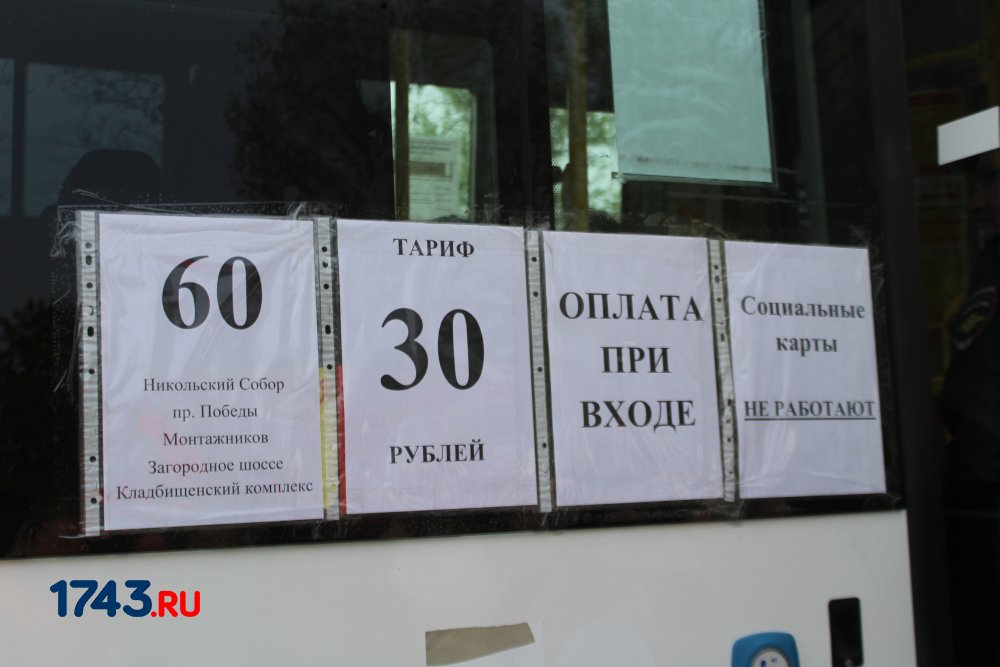 60
Никольский Собор
пр. Победы
Монтажников
Загородное шоссе
Кладбищенский комплекс
ТАРИФ
30
РУБЛЕЙ
ОПЛАТА
ПРИ
ВХОДЕ
Социальные
карты
НЕ РАБОТАЮТ
1743.RU